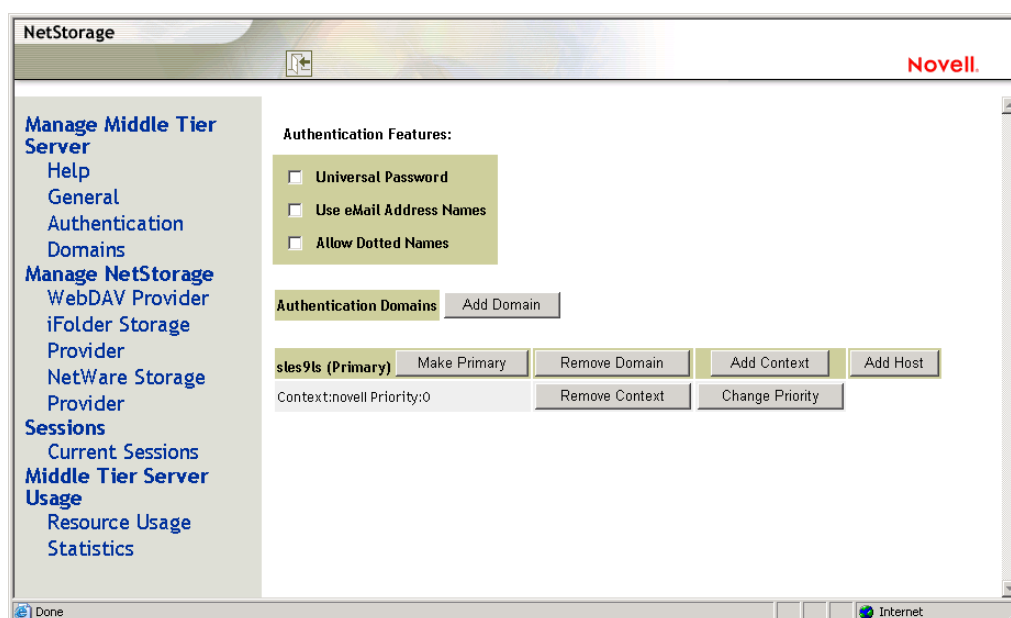 NetStorage
Novell.
Manage Middle Tier
Server
Help
General
Authentication
Domains
Manage NetStorage
WebDAV Provider
iFolder Storage
Provider
NetWare Storage
Provider
Sessions
Current Sessions
Middle Tier Server
Usage
Resource Usage
Statistics
Authentication Features:
Universal Password
Use eMail Address Names
Allow Dotted Names
Authentication Domains Add Domain
sles9ls (Primary) Make Primary Remove Domain Add Context Add Host
Context:novell Priority:0 Remove Context Change Priority
Done Internet